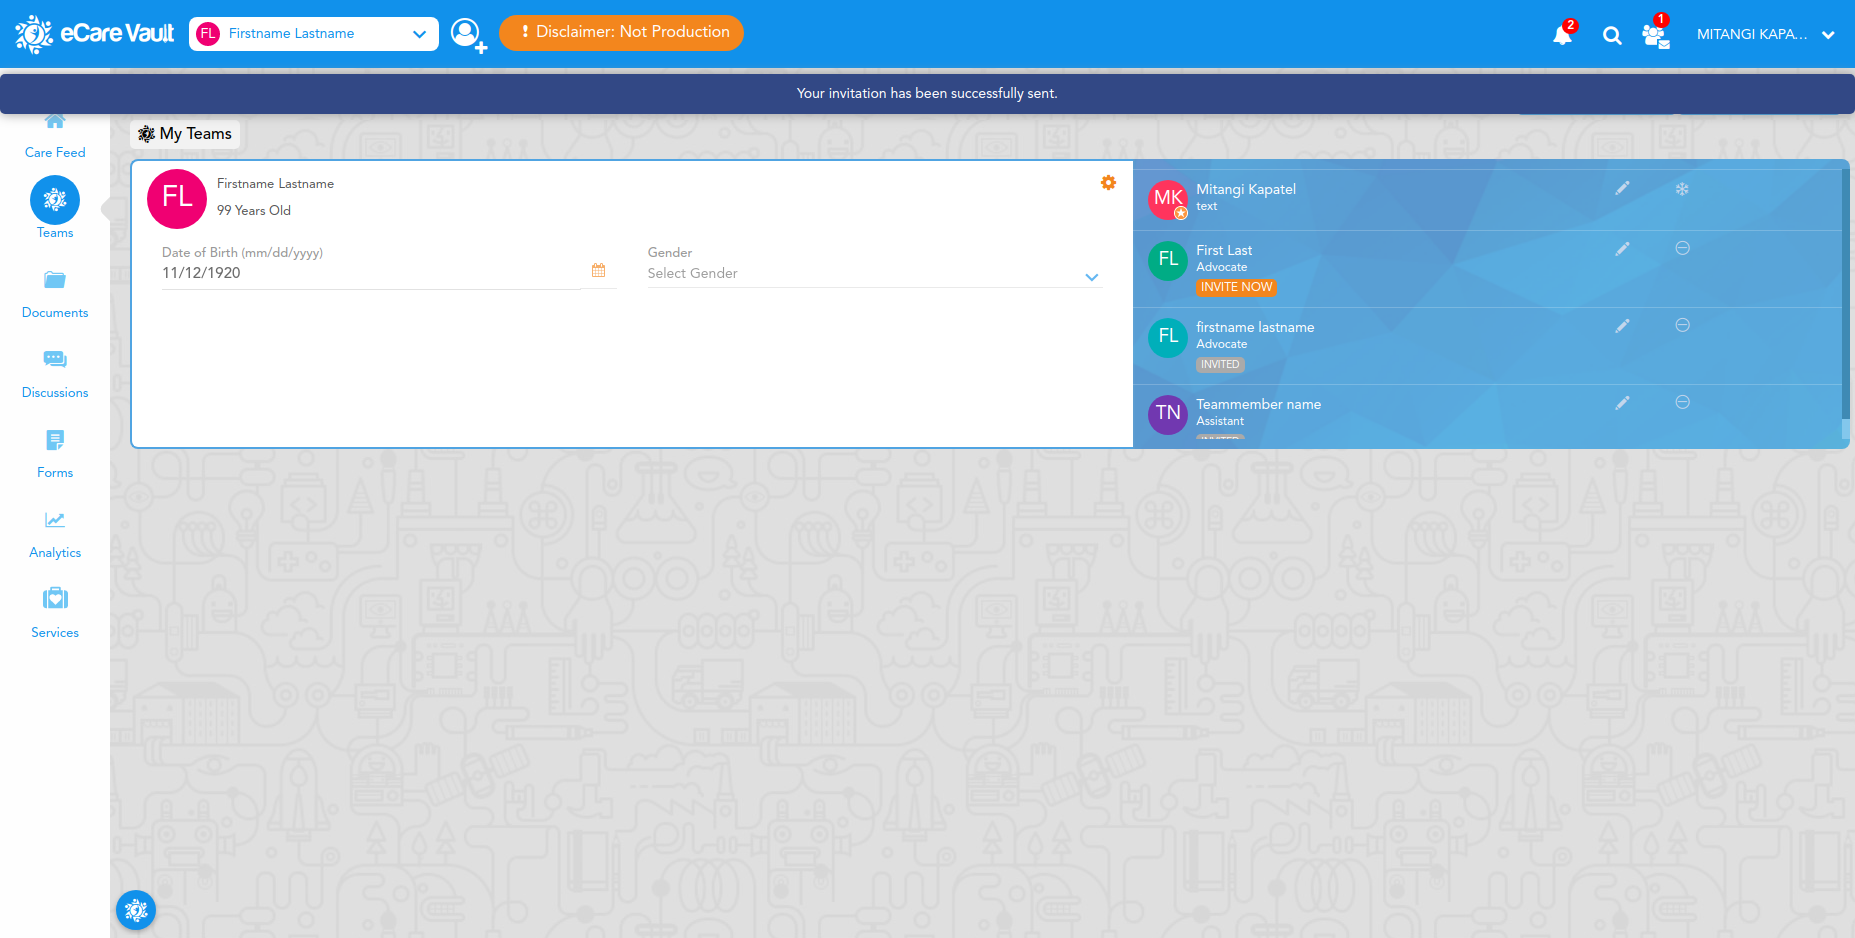 eCare Vault
FL Firstname Lastname
! Disclaimer: Not Production
2
1
MITANGI KAPA...
Your invitation has been successfully sent.
Care Feed
Teams
Documents
Discussions
Forms
Analytics
Services
My Teams
FL
Firstname Lastname
99 Years Old
Date of Birth (mm/dd/yyyy)
11/12/1920
Gender
Select Gender
MK
Mitangi Kapatel
text
FL
First Last
Advocate
INVITE NOW
FL
firstname lastname
Advocate
INVITED
TN
Teammember name
Assistant
INVITED